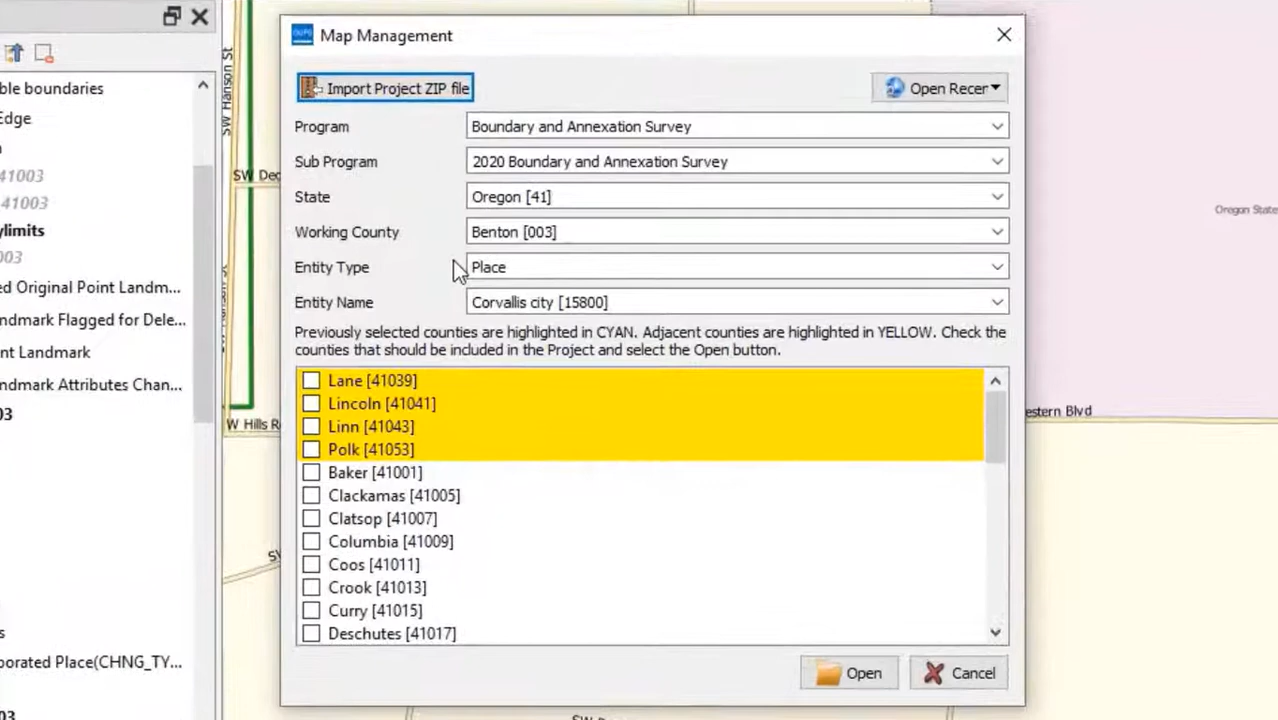 Map Management
Import Project ZIP file
Open Recer
Program
Boundary and Annexation Survey
Sub Program
2020 Boundary and Annexation Survey
State
Oregon [41]
Working County
Benton [003]
Entity Type
Place
Entity Name
Corvallis city [15800]
Previously selected counties are highlighted in CYAN. Adjacent counties are highlighted in YELLOW. Check the
counties that should be included in the Project and select the Open button.
Lane [41039]
Lincoln [41041]
Linn [41043]
Polk [41053]
Baker [41001]
Clackamas [41005]
Clatsop [41007]
Columbia [41009]
Coos [41011]
Crook [41013]
Curry [41015]
Deschutes [41017]
Open
Cancel
ble boundaries
Edge
41003
41003
ylimits
003
ed Original Point Landm...
ndmark Flagged for Dele...
nt Landmark
ndmark Attributes Chan...
03
s
porated Place(CHNG_TY...
03
SW Hanson St
SW Dec
W Hills R
Oregon State
estern Blvd